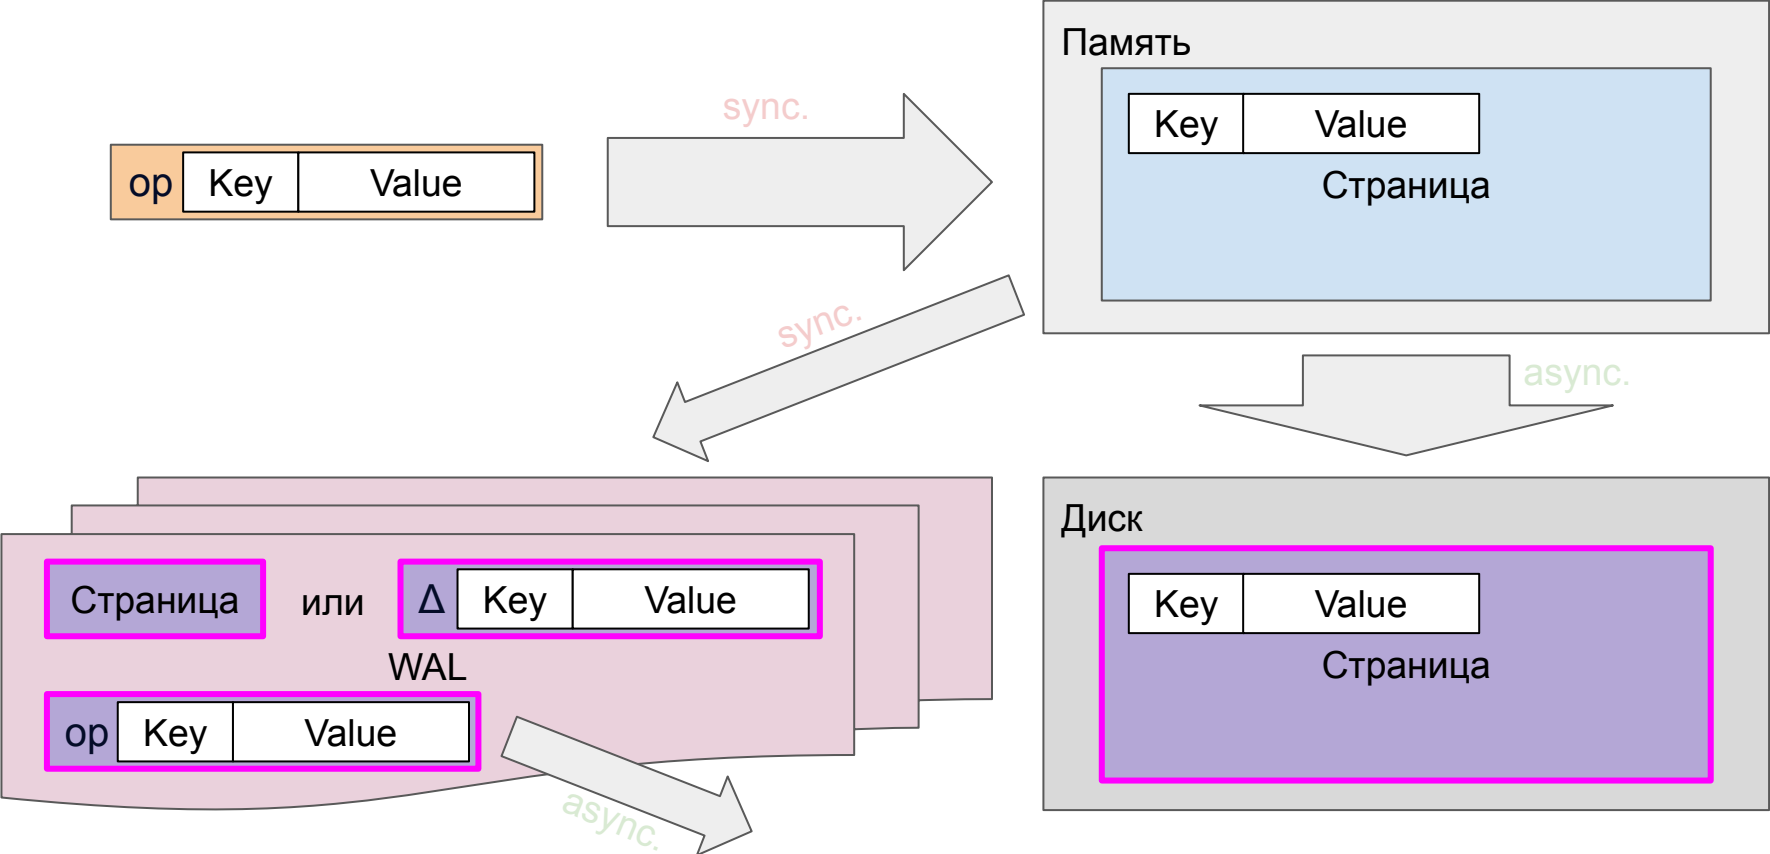 Память
sync.
Key Value
op Key Value
Страница
sync.
async.
Диск
Страница или Δ Key Value
Key Value
WAL
Страница
op Key Value
async.